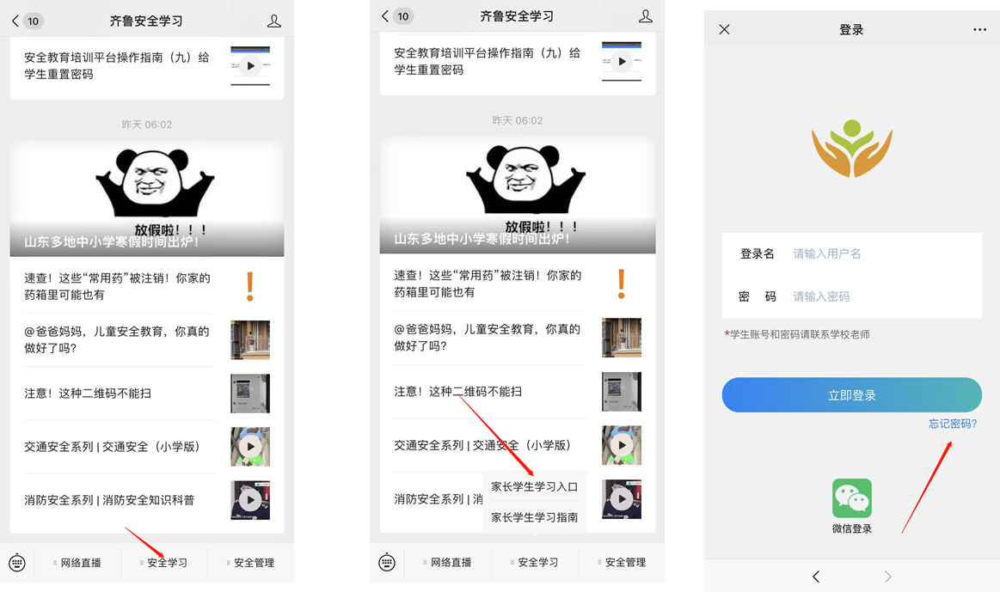 10
齐鲁安全学习
安全教育培训平台操作指南（九）给
学生重置密码
昨天 06:02
放假啦！！！
山东多地中小学寒假时间出炉！
速查！这些“常用药”被注销！你家的
药箱里可能也有
@爸爸妈妈，儿童安全教育，你真的
做好了吗？
注意！这种二维码不能扫
交通安全系列 | 交通安全（小学版）
消防安全系列 | 消防安全知识科普
网络直播
安全学习
安全管理
10
齐鲁安全学习
安全教育培训平台操作指南（九）给
学生重置密码
昨天 06:02
放假啦！！！
山东多地中小学寒假时间出炉！
速查！这些“常用药”被注销！你家的
药箱里可能也有
@爸爸妈妈，儿童安全教育，你真的
做好了吗？
注意！这种二维码不能扫
交通安全系列 | 交通安全（小学版）
消防安全系列 | 消
家长学生学习入口
家长学生学习指南
网络直播
安全学习
安全管理
登录
登录名 请输入用户名
密 码 请输入密码
*学生账号和密码请联系学校老师
立即登录
忘记密码?
微信登录